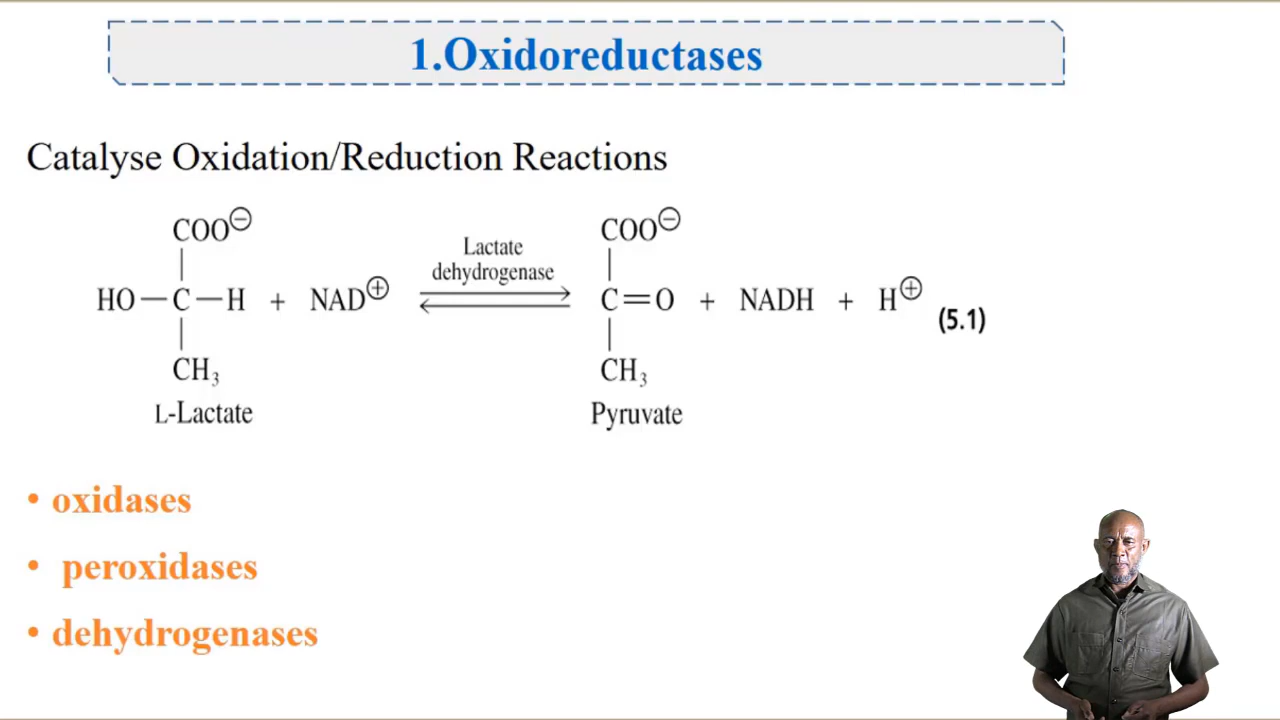 1.Oxidoreductases
Catalyse Oxidation/Reduction Reactions
COO⊖
HO—C—H + NAD⊕
CH₃
L-Lactate
Lactate
dehydrogenase
COO⊖
C=O + NADH + H⊕
CH₃
Pyruvate
(5.1)
• oxidases
• peroxidases
• dehydrogenases